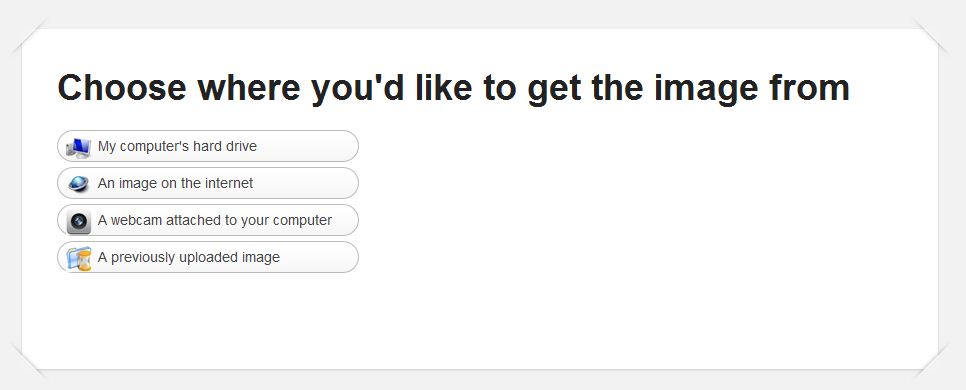 Choose where you'd like to get the image from
My computer's hard drive
An image on the internet
A webcam attached to your computer
A previously uploaded image